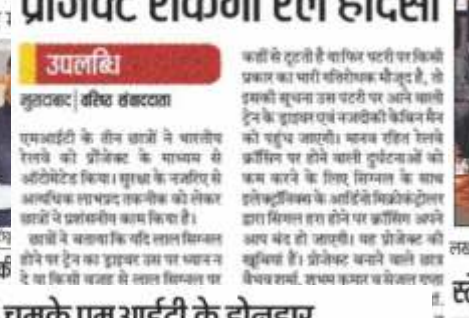 प्रोजेक्ट रोकेगा रेल हादसा
उपलब्धि
मुरादाबाद | वरिष्ठ संवाददाता
एमआईटी के तीन छात्रों ने भारतीय
रेलवे को प्रोजेक्ट के माध्यम से
ऑटोमेटेड किया। सुरक्षा के नजरिए से
अत्यधिक लाभप्रद तकनीक को लेकर
छात्रों ने प्रशंसनीय काम किया है।
छात्रों ने बताया कि यदि लाल सिग्नल
होने पर ट्रेन का ड्राइवर उस पर ध्यान न
दे या किसी वजह से लाल सिग्नल पर
कहीं से टूटती है या फिर पटरी पर किसी
प्रकार का भारी गतिरोधक मौजूद है, तो
इसकी सूचना उस पटरी पर आने वाली
ट्रेन के ड्राइवर एवं नजदीकी केबिन मैन
को पहुंच जाएगी। मानव रहित रेलवे
क्रॉसिंग पर होने वाली दुर्घटनाओं को
कम करने के लिए सिग्नल के साथ
इलेक्ट्रॉनिक्स के आर्डिनो मिक्रोकंट्रोलर
द्वारा सिगल हरा होने पर क्रॉसिंग अपने
आप बंद हो जाएगी। यह प्रोजेक्ट की
खूबियां हैं। प्रोजेक्ट बनाने वाले छात्र
वैभव शर्मा, शुभम कुमार व सेजल गुप्ता
चमके एमआईटी के होनहार